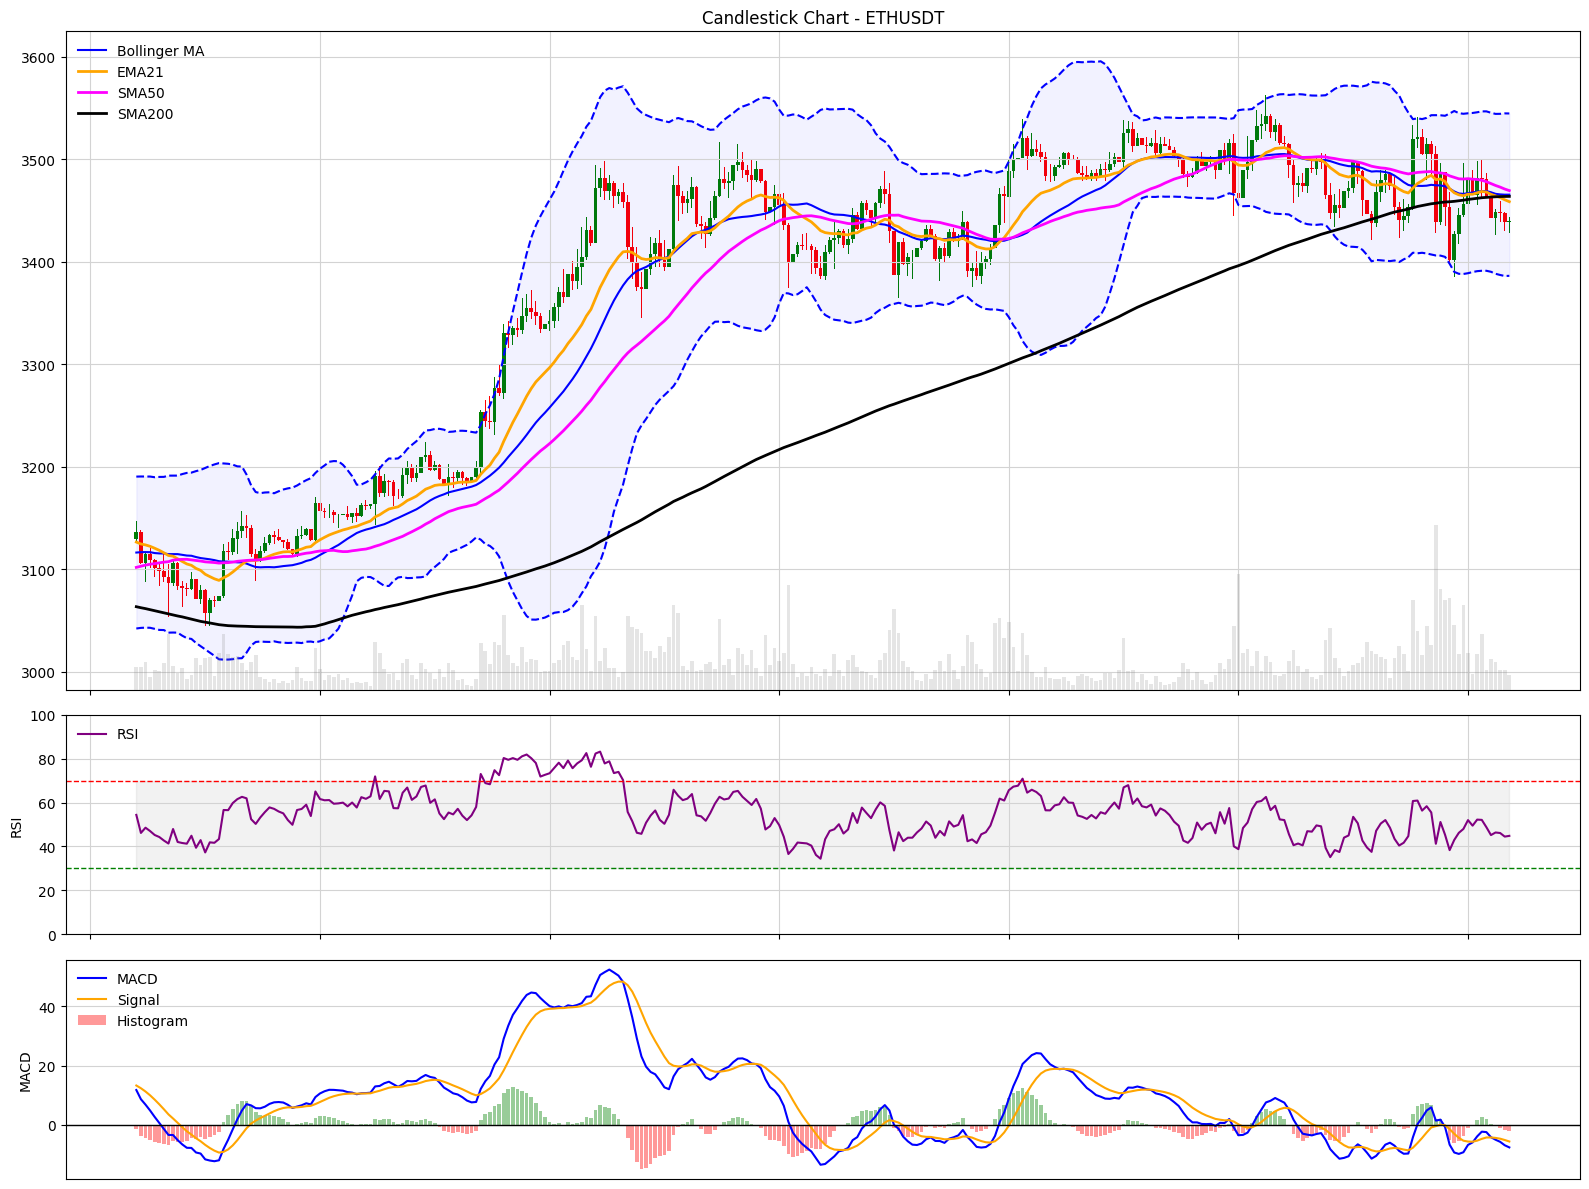 Candlestick Chart - ETHUSDT
Bollinger MA
EMA21
SMA50
SMA200
3600
3500
3400
3300
3200
3100
3000
RSI
100
80
60
40
20
0
RSI
MACD
Signal
Histogram
40
20
0
MACD